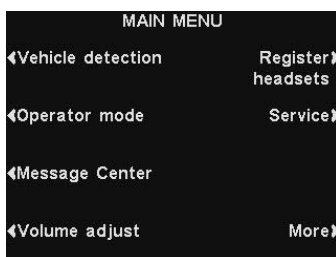 MAIN MENU
Vehicle detection
Register
headsets
Operator mode
Service
Message Center
Volume adjust
More